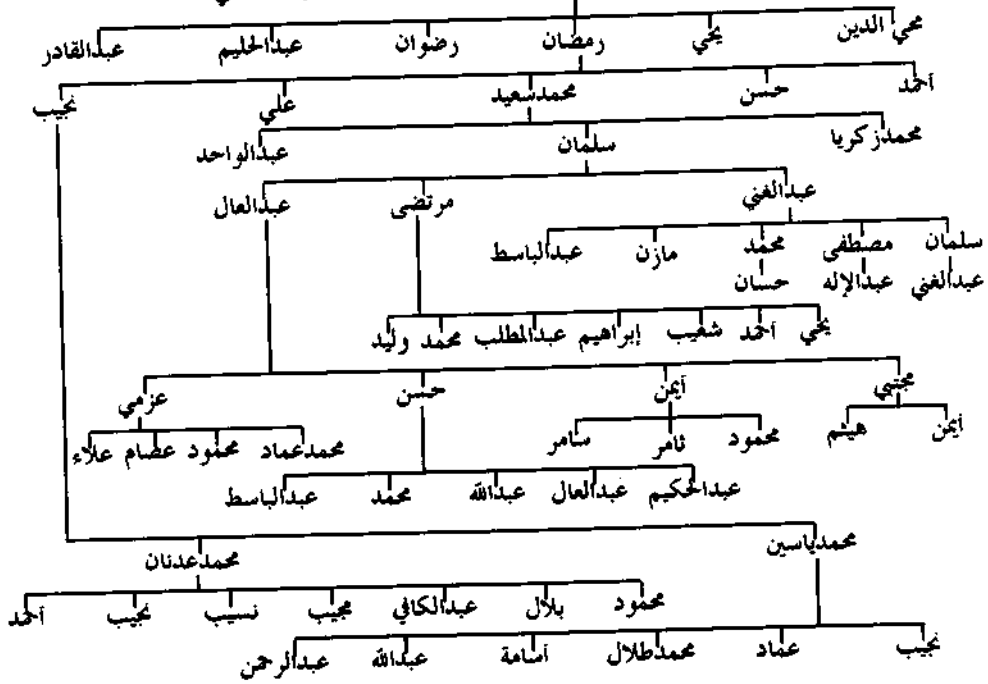 محيي الدين يحيى رمضان رضوان عبدالحليم عبدالقادر
أحمد حسن محمدسعيد علي نجيب
محمدزكريا سلمان عبدالواحد
عبدالغني مرتضى عبدالعال
سلمان مصطفى محمد مازن عبدالباسط
عبدالغني عبدالإله حسان
يحيى أحمد شعيب إبراهيم عبدالمطلب محمد وليد
مجتبي أيمن حسن عزمي
أيمن هيثم محمود ثامر سامر محمدعماد محمود عصام علاء
عبدالحكيم عبدالعال عبدالله محمد عبدالباسط
محمدياسين محمدعدنان
محمود بلال عبدالكافي مجيب نسيب نجيب أحمد
نجيب عماد محمدطلال أسامة عبدالله عبدالرحمن